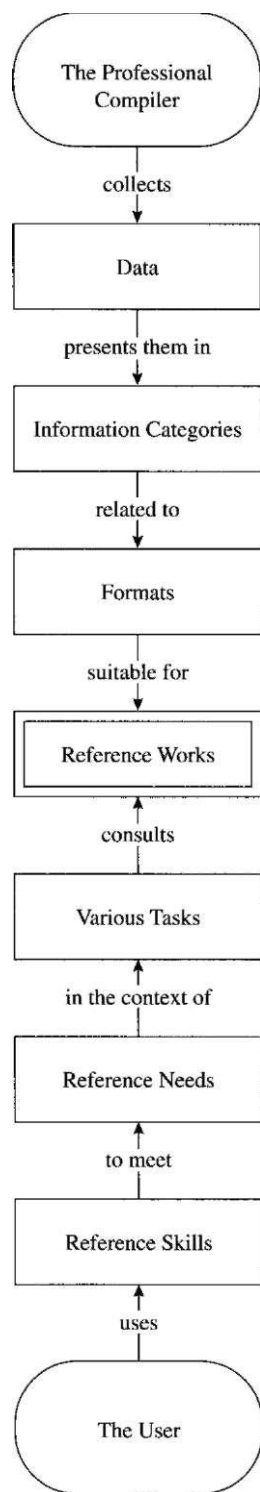 The Professional
Compiler
collects
Data
presents them in
Information Categories
related to
Formats
suitable for
Reference Works
consults
Various Tasks
in the context of
Reference Needs
to meet
Reference Skills
uses
The User